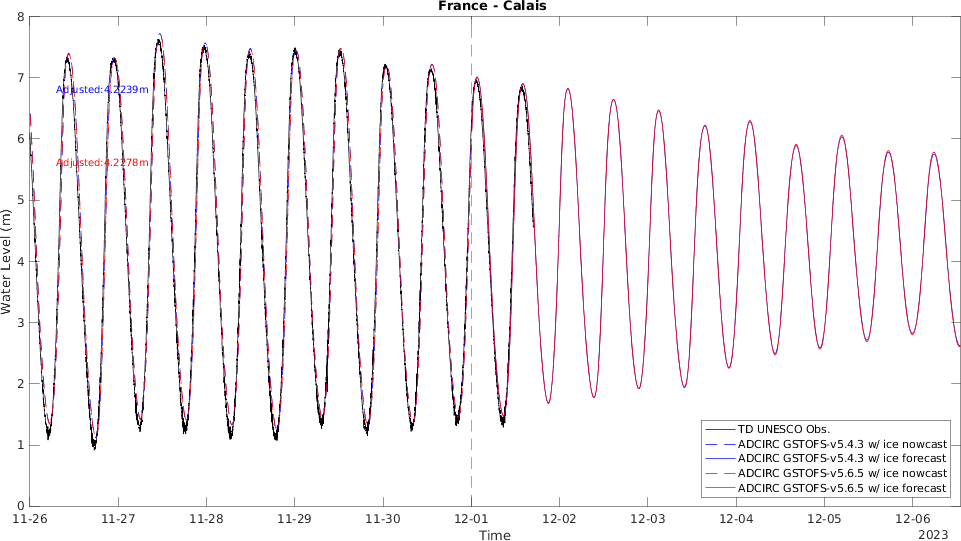 France - Calais
8
7
6
5
4
3
2
1
0
Water Level (m)
Adjusted:4.2239m
Adjusted:4.2278m
TD UNESCO Obs.
ADCIRC GSTOFS-v5.4.3 w/ ice nowcast
ADCIRC GSTOFS-v5.4.3 w/ ice forecast
ADCIRC GSTOFS-v5.6.5 w/ ice nowcast
ADCIRC GSTOFS-v5.6.5 w/ ice forecast
11-26 11-27 11-28 11-29 11-30 12-01 12-02 12-03 12-04 12-05 12-06
Time
2023